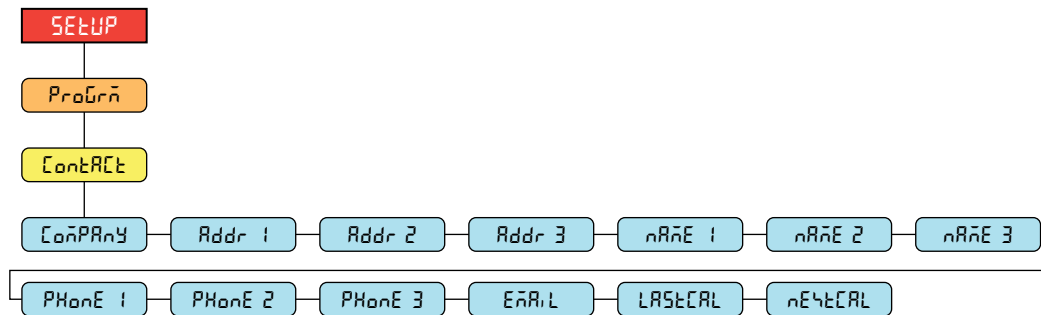 SEtUP
ProGrm
ContACt
ComPAnY Addr 1 Addr 2 Addr 3 nAmE 1 nAmE 2 nAmE 3
PHonE 1 PHonE 2 PHonE 3 EmAiL LAStCAL nEXtCAL